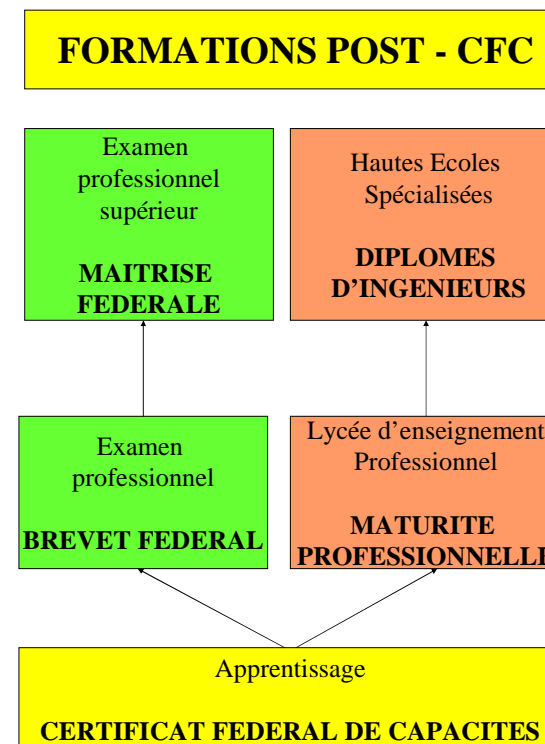 FORMATIONS POST - CFC
Examen
professionnel
supérieur
MAITRISE
FEDERALE
Hautes Ecoles
Spécialisées
DIPLOMES
D'INGENIEURS
Examen
professionnel
BREVET FEDERAL
Lycée d'enseignement
Professionnel
MATURITE
PROFESSIONNELLE
Apprentissage
CERTIFICAT FEDERAL DE CAPACITES